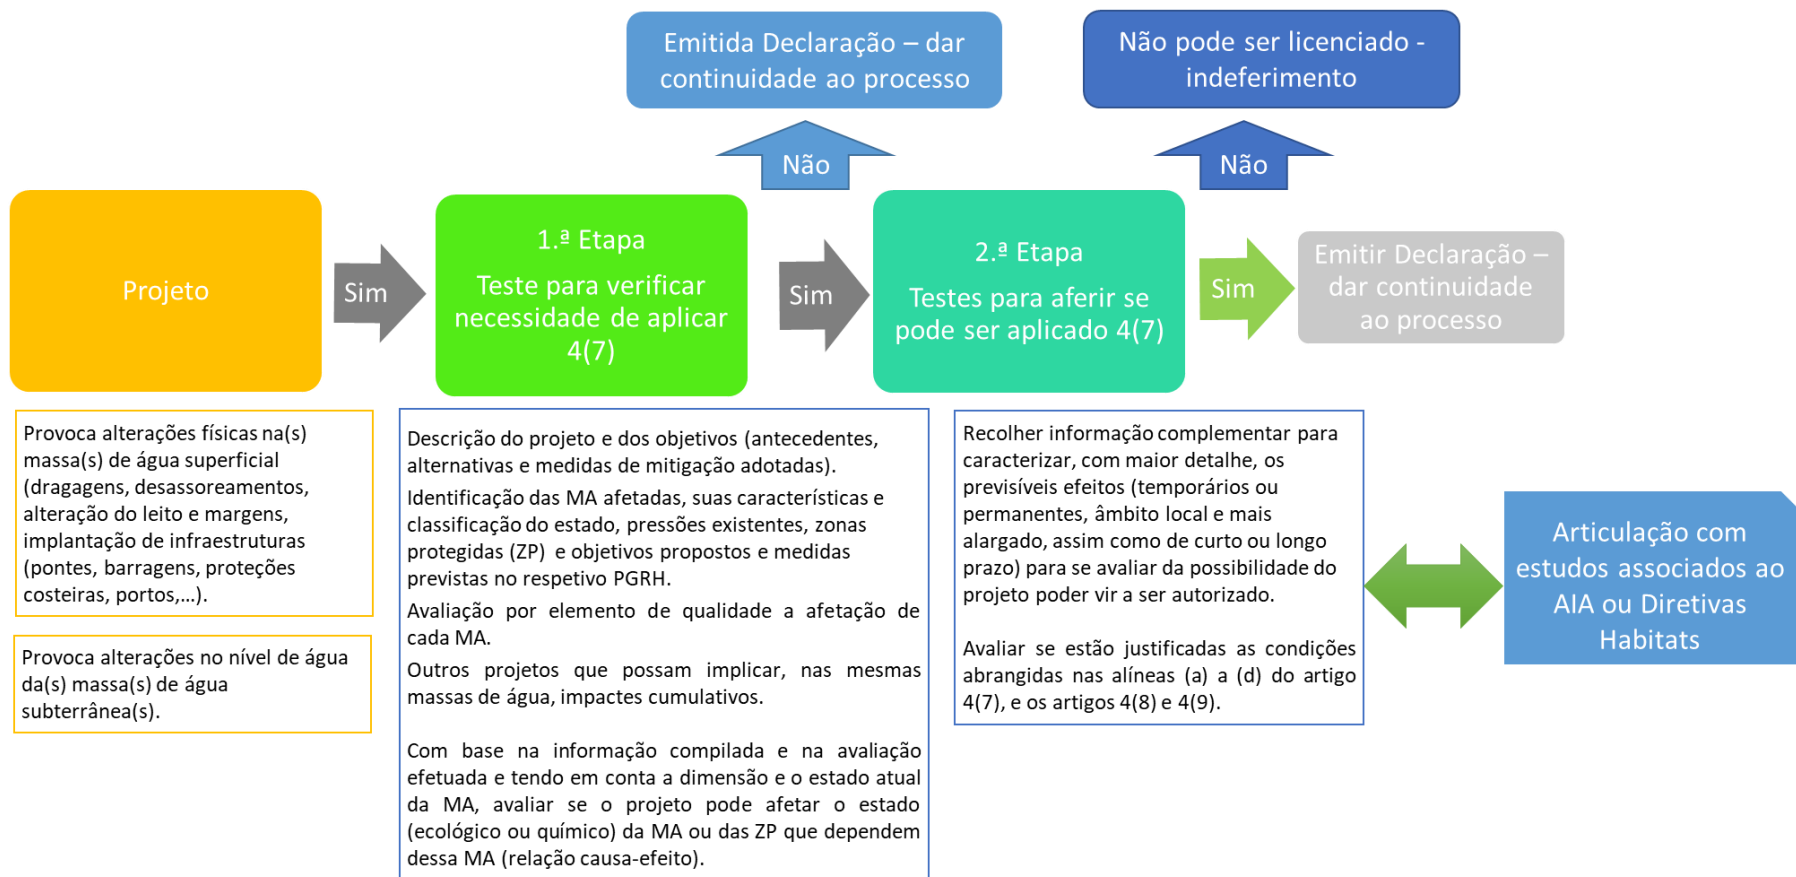 Emitida Declaração – dar
continuidade ao processo
Não pode ser licenciado -
indeferimento
Não
Não
Projeto
Sim
1.ª Etapa
Teste para verificar
necessidade de aplicar
4(7)
Sim
2.ª Etapa
Testes para aferir se
pode ser aplicado 4(7)
Sim
Emitir Declaração –
dar continuidade
ao processo
Provoca alterações físicas na(s)
massa(s) de água superficial
(dragagens, desassoreamentos,
alteração do leito e margens,
implantação de infraestruturas
(pontes, barragens, proteções
costeiras, portos,...).
Provoca alterações no nível de água
da(s) massa(s) de água
subterrânea(s).
Descrição do projeto e dos objetivos (antecedentes,
alternativas e medidas de mitigação adotadas).
Identificação das MA afetadas, suas características e
classificação do estado, pressões existentes, zonas
protegidas (ZP) e objetivos propostos e medidas
previstas no respetivo PGRH.
Avaliação por elemento de qualidade a afetação de
cada MA.
Outros projetos que possam implicar, nas mesmas
massas de água, impactes cumulativos.
Com base na informação compilada e na avaliação
efetuada e tendo em conta a dimensão e o estado atual
da MA, avaliar se o projeto pode afetar o estado
(ecológico ou químico) da MA ou das ZP que dependem
dessa MA (relação causa-efeito).
Recolher informação complementar para
caracterizar, com maior detalhe, os
previsíveis efeitos (temporários ou
permanentes, âmbito local e mais
alargado, assim como de curto ou longo
prazo) para se avaliar da possibilidade do
projeto poder vir a ser autorizado.
Avaliar se estão justificadas as condições
abrangidas nas alíneas (a) a (d) do artigo
4(7), e os artigos 4(8) e 4(9).
Articulação com
estudos associados ao
AIA ou Diretivas
Habitats